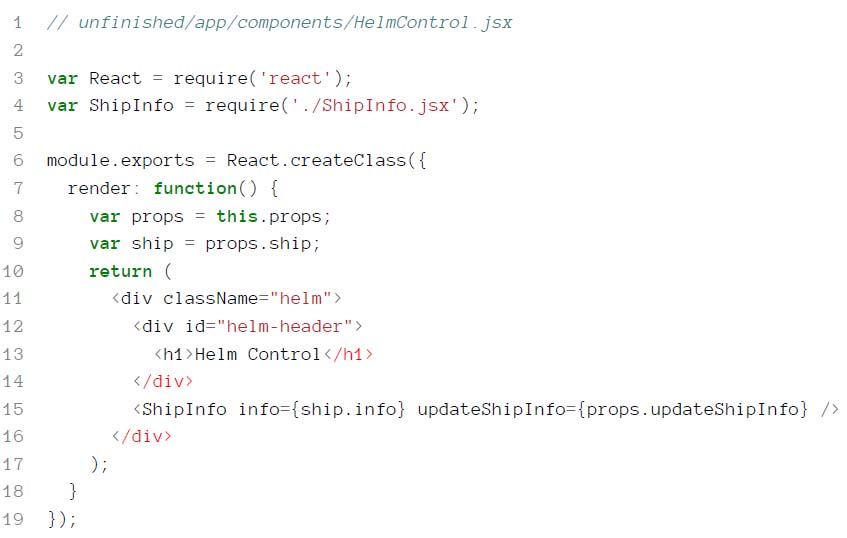 1 // unfinished/app/components/HelmControl.jsx
2
3 var React = require('react');
4 var ShipInfo = require('./ShipInfo.jsx');
5
6 module.exports = React.createClass({
7   render: function() {
8     var props = this.props;
9     var ship = props.ship;
10     return (
11       <div className="helm">
12         <div id="helm-header">
13           <h1>Helm Control</h1>
14         </div>
15         <ShipInfo info={ship.info} updateShipInfo={props.updateShipInfo} />
16       </div>
17     );
18   }
19 });